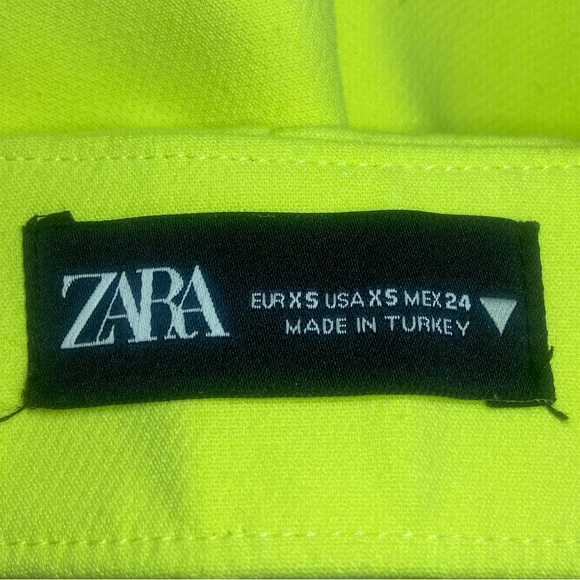 ZARA
EUR XS USA XS MEX 24
MADE IN TURKEY